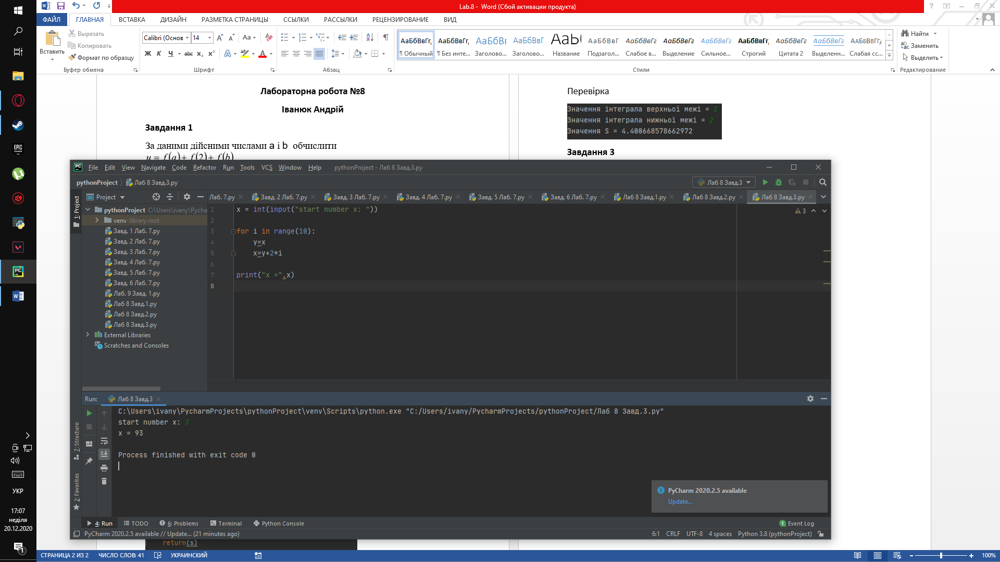 Lab.8 - Word (Сбой активации продукта)
ФАЙЛ ГЛАВНАЯ ВСТАВКА ДИЗАЙН РАЗМЕТКА СТРАНИЦЫ ССЫЛКИ РАССЫЛКИ РЕЦЕНЗИРОВАНИЕ ВИД
Вставить
Вырезать
Копировать
Формат по образцу
Буфер обмена
Calibri (Основ 14
Ж К Ч abc x₂ x²
Шрифт
Абзац
АаБбВвГг, АаБбВвГг, АаБбВв АаБбВвГ АаЬ АаБбВвГ АаБбВвГг АаБбВвГг АаБбВвГг АаБбВвГг, АаБбВвГг АаБбВвГг ААБбВвГг
¶ Обычный ¶ Без инте... Заголово... Заголово... Название Подзагол... Слабое в... Выделение Сильное... Строгий Цитата 2 Выделенн... Слабая сс...
Стили
Найти
Заменить
Выделить
Редактирование
Лабораторна робота №8
Іванюк Андрій
Завдання 1
За даними дійсними числами a і b обчислити
u = f(a)+ f(2)+ f(b)
Перевірка
Значення інтеграла верхньої межі = 1
Значення інтеграла нижньої межі = 2
Значення S = 4.400668578662972
Завдання 3
File Edit View Navigate Code Refactor Run Tools VCS Window Help pythonProject - Лаб 8 Завд.3.py
pythonProject Лаб 8 Завд.3.py
Лаб 8 Завд.3
1: Project
Project
Лаб. 7.py Завд. 2 Лаб. 7.py Завд. 3 Лаб. 7.py Завд. 4 Лаб. 7.py Завд. 5 Лаб. 7.py Завд. 6 Лаб. 7.py Лаб 8 Завд.1.py Лаб 8 Завд.2.py Лаб 8 Завд.3.py
pythonProject C:\Users\ivany\Pycha
venv library root
Завд. 1 Лаб. 7.py
Завд. 2 Лаб. 7.py
Завд. 3 Лаб. 7.py
Завд. 4 Лаб. 7.py
Завд. 5 Лаб. 7.py
Завд. 6 Лаб. 7.py
Лаб. 9 Завд. 1.py
Лаб 8 Завд.1.py
Лаб 8 Завд.2.py
Лаб 8 Завд.3.py
External Libraries
Scratches and Consoles
1 x = int(input("start number x: "))
2
3 for i in range(10):
4 y=x
5 x=y+2*i
6
7 print("x =",x)
8
3
Run: Лаб 8 Завд.3
C:\Users\ivany\PycharmProjects\pythonProject\venv\Scripts\python.exe "C:/Users/ivany/PycharmProjects/pythonProject/Лаб 8 Завд.3.py"
start number x: 3
x = 93
Process finished with exit code 0
7: Structure
2: Favorites
PyCharm 2020.2.5 available
Update...
4: Run TODO 6: Problems Terminal Python Console
1 Event Log
PyCharm 2020.2.5 available // Update... (21 minutes ago)
6:1 CRLF UTF-8 4 spaces Python 3.8 (pythonProject)
return(s)
EPIC GAMES
PC
УКР
17:07
неділя
20.12.2020
1
СТРАНИЦА 2 ИЗ 2 ЧИСЛО СЛОВ: 41 УКРАИНСКИЙ
100%